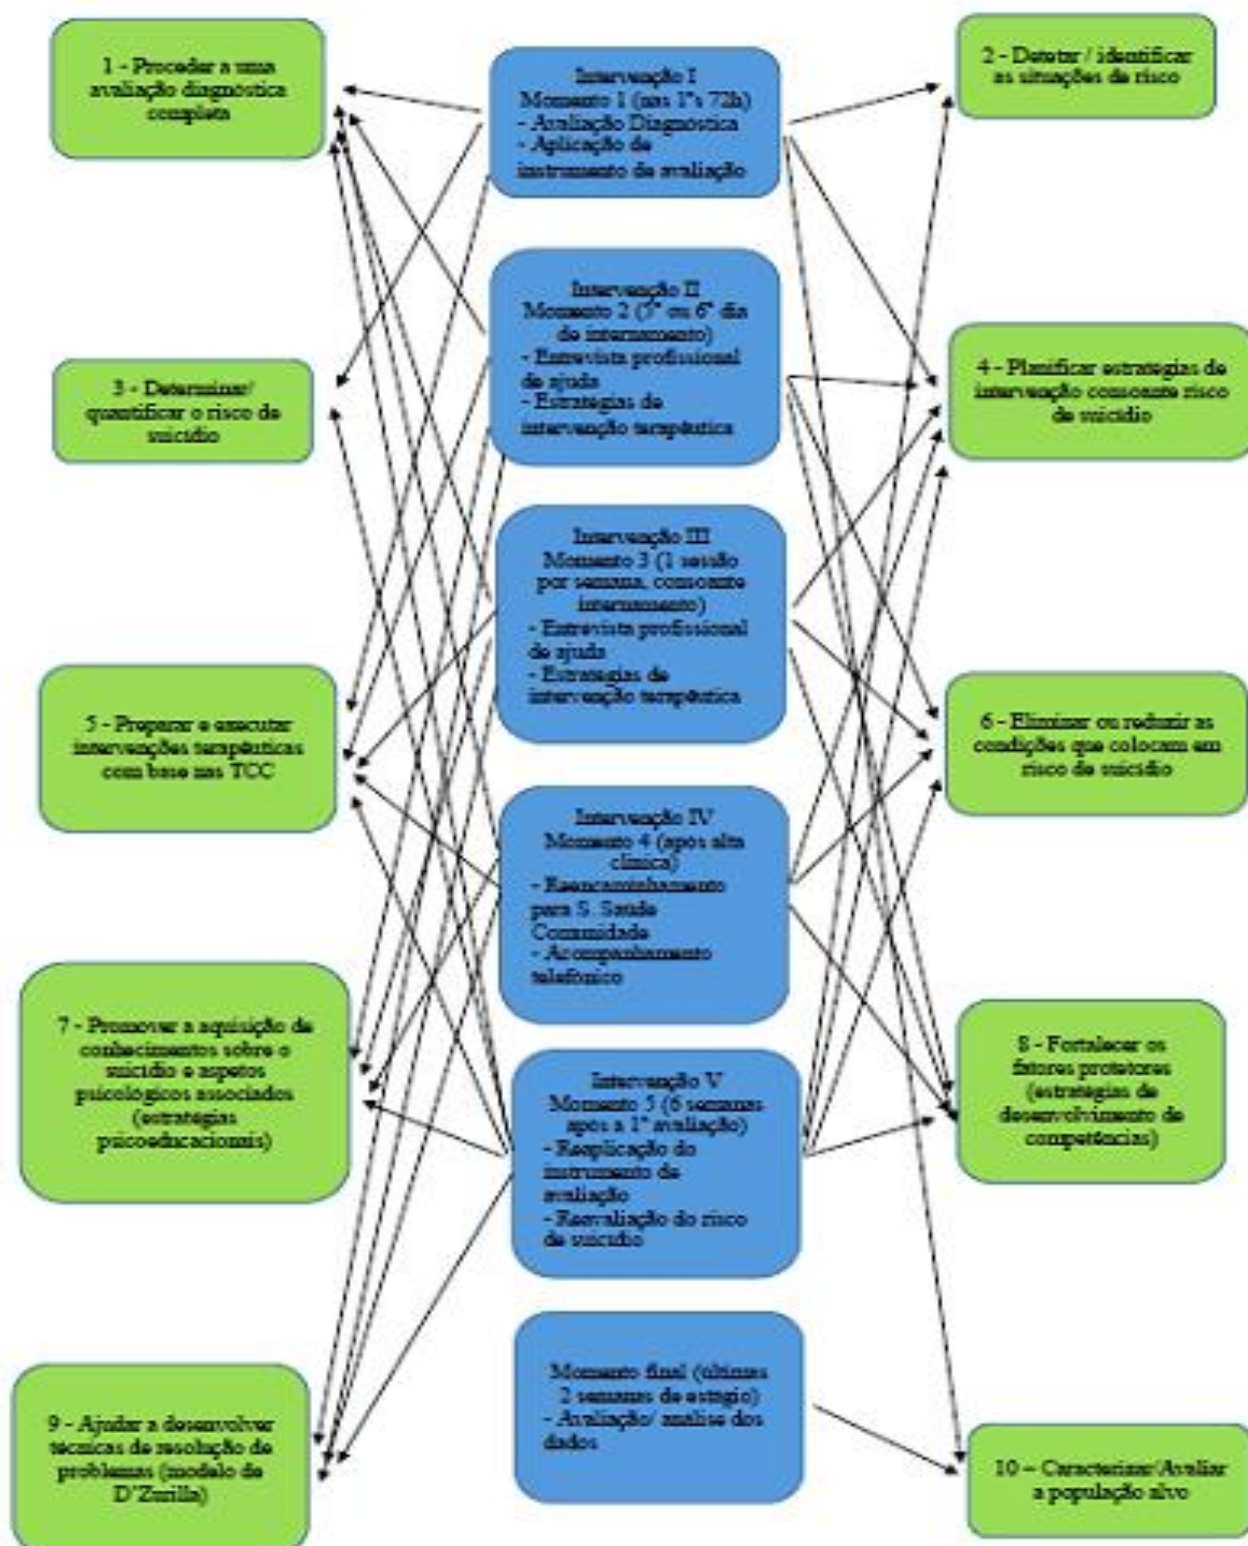 1 - Proceder a uma
avaliação diagnóstica
completa
Intervenção I
Momento 1 (nas 1ªs 72h)
- Avaliação Diagnóstica
- Aplicação de
instrumento de avaliação
2 - Detetar / identificar
as situações de risco
Intervenção II
Momento 2 (5º ou 6º dia
de internamento)
- Entrevista profissional
de ajuda
- Estratégias de
intervenção terapêutica
3 - Determinar/
quantificar o risco de
suicídio
4 - Planificar estratégias de
intervenção consoante risco
de suicídio
Intervenção III
Momento 3 (1 sessão
por semana, consoante
internamento)
- Entrevista profissional
de ajuda
- Estratégias de
intervenção terapêutica
5 - Preparar e executar
intervenções terapêuticas
com base nas TCC
6 - Eliminar ou reduzir as
condições que colocam em
risco de suicídio
Intervenção IV
Momento 4 (após alta
clínica)
- Reencaminhamento
para S. Saúde
Comunidade
- Acompanhamento
telefónico
7 - Promover a aquisição de
conhecimentos sobre o
suicídio e aspetos
psicológicos associados
(estratégias
psicoeducacionais)
8 - Fortalecer os
fatores protetores
(estratégias de
desenvolvimento de
competências)
Intervenção V
Momento 5 (6 semanas
após a 1ª avaliação)
- Reaplicação do
instrumento de
avaliação
- Reavaliação do risco
de suicídio
Momento final (últimas
2 semanas de estágio)
- Avaliação/ análise dos
dados
9 - Ajudar a desenvolver
técnicas de resolução de
problemas (modelo de
D'Zurilla)
10 – Caracterizar/Avaliar
a população alvo